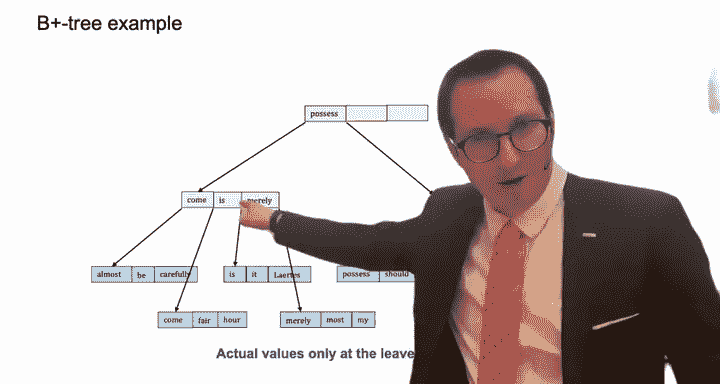 B+-tree example
possess
come is merely
almost be carefully
is it Laertes
possess should
come fair hour
merely most my
Actual values only at the leave